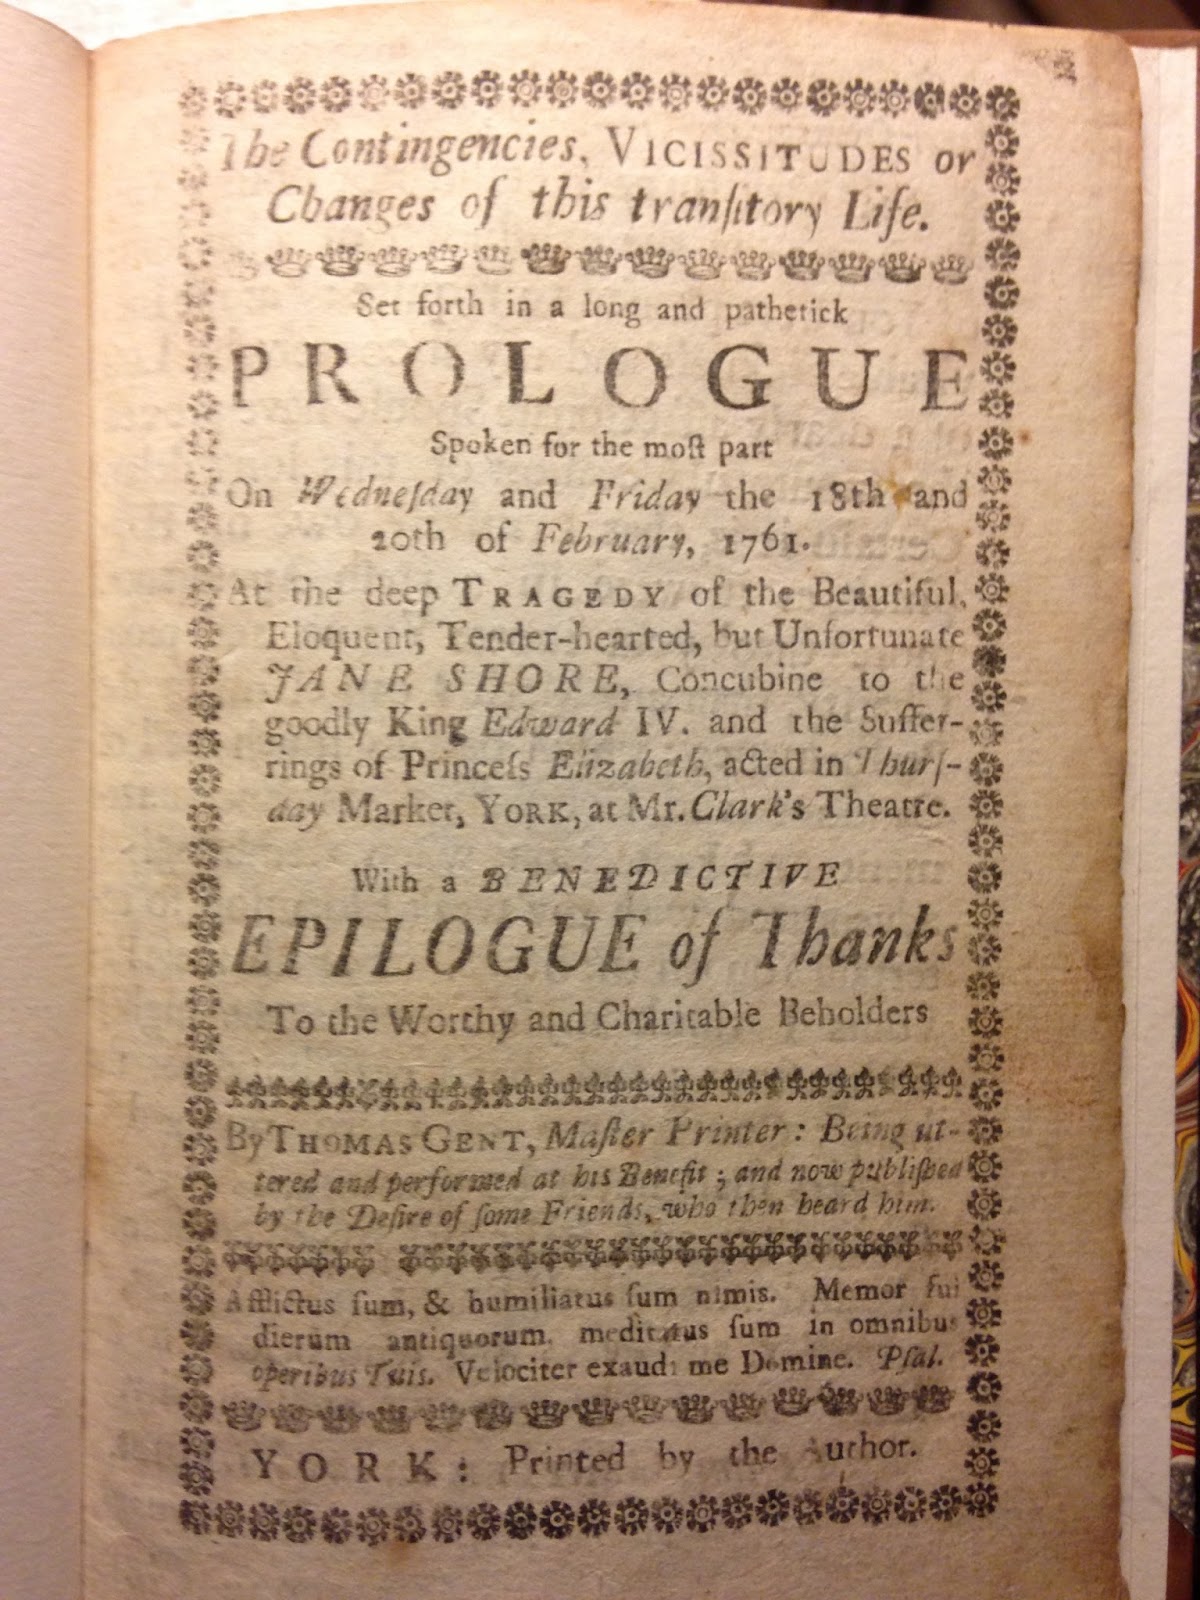 The Contingencies, VICISSITUDES or
Changes of this tranſitory Life.
Set forth in a long and pathetick
PROLOGUE
Spoken for the moſt part
On Wedneſday and Friday the 18th and
20th of February, 1761.
At the deep TRAGEDY of the Beautiful,
Eloquent, Tender-hearted, but Unfortunate
JANE SHORE, Concubine to the
goodly King Edward IV. and the Suffer-
rings of Princeſs Elizabeth, acted in Thurſ-
day Market, YORK, at Mr. Clark's Theatre.
With a BENEDICTIVE
EPILOGUE of Thanks
To the Worthy and Charitable Beholders
By THOMAS GENT, Maſter Printer: Being ut-
tered and performed at his Benefit; and now publiſhed
by the Deſire of ſome Friends, who then heard him.
Afflictus ſum, & humiliatus ſum nimis. Memor fui
dierum antiquorum, meditatus ſum in omnibus
operibus Tuis. Velociter exaudi me Domine. Pſal.
YORK: Printed by the Author.